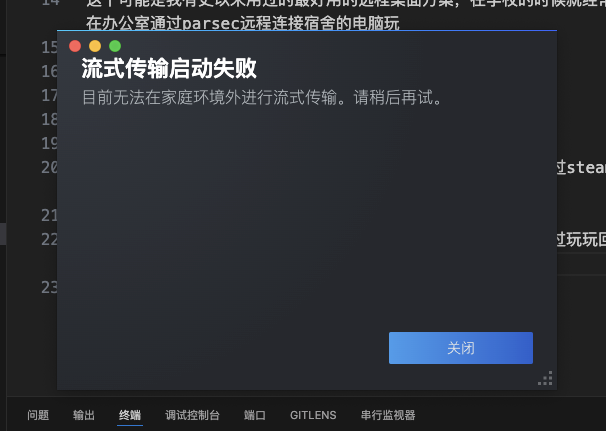 14 这个可能是我有史以来用过的最好用的远程桌面方案，在学校的时候就经常
在办公室通过parsec远程连接宿舍的电脑玩
15
16
17
18
19
20 过steam
21
22 过玩玩回
23
流式传输启动失败
目前无法在家庭环境外进行流式传输。请稍后再试。
关闭
问题 输出 终端 调试控制台 端口 GITLENS 串行监视器